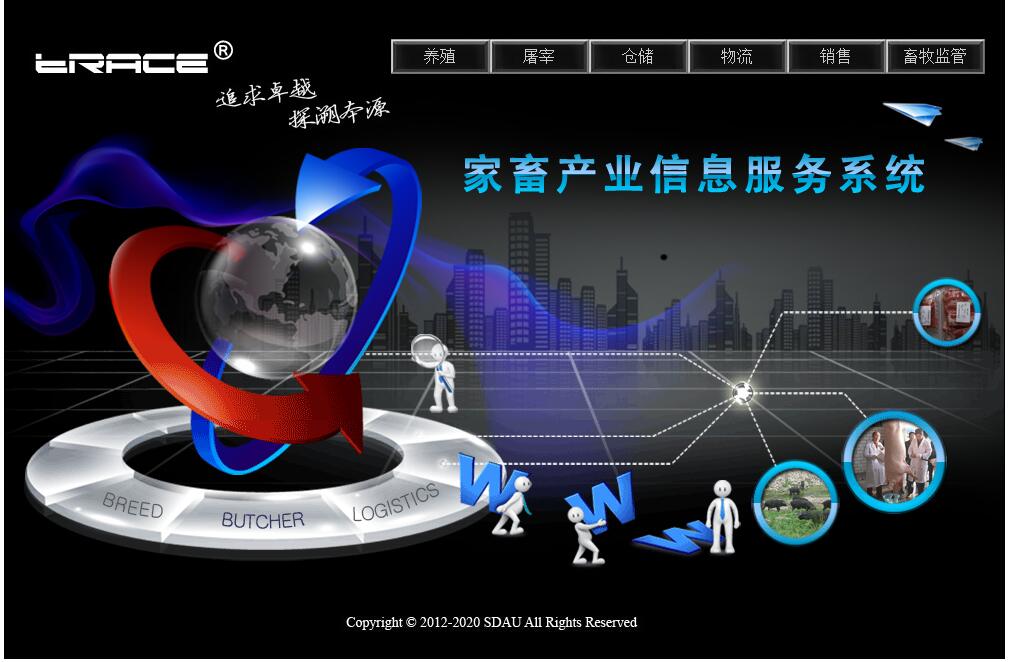 tRACE®
追求卓越
探溯本源
养殖 屠宰 仓储 物流 销售 畜牧监管
家畜产业信息服务系统
BREED BUTCHER LOGISTICS
W W W
Copyright © 2012-2020 SDAU All Rights Reserved